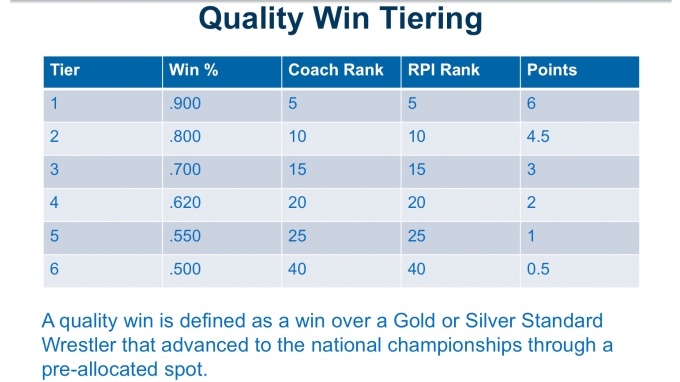 Quality Win Tiering
Tier Win % Coach Rank RPI Rank Points
1 .900 5 5 6
2 .800 10 10 4.5
3 .700 15 15 3
4 .620 20 20 2
5 .550 25 25 1
6 .500 40 40 0.5
A quality win is defined as a win over a Gold or Silver Standard
Wrestler that advanced to the national championships through a
pre-allocated spot.